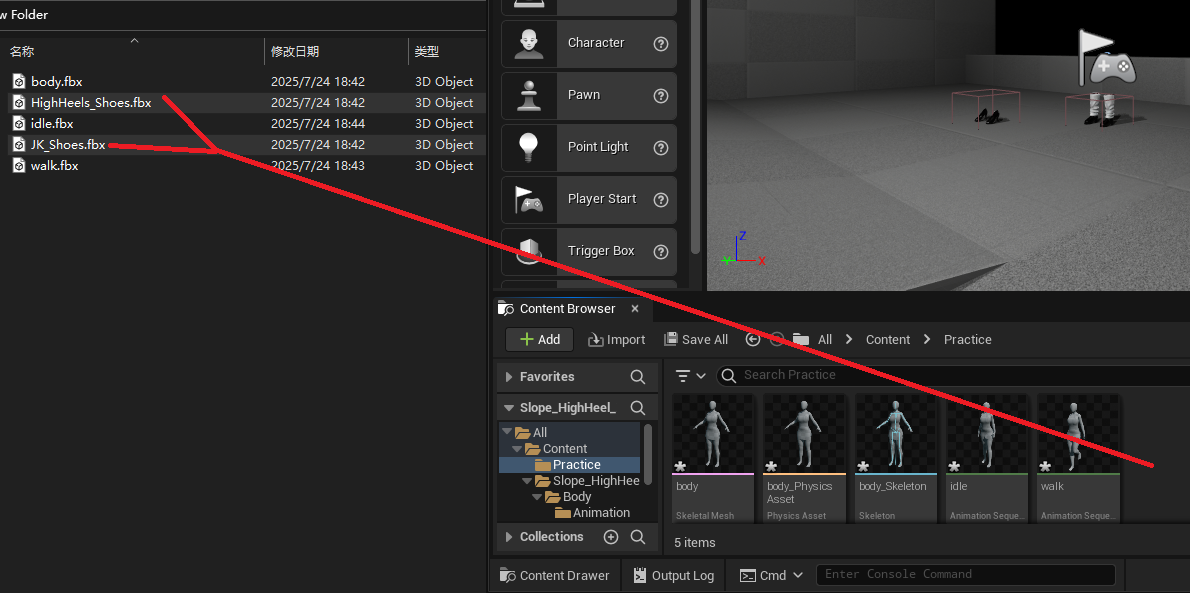 w Folder
名称 修改日期 类型
body.fbx 2025/7/24 18:42 3D Object
HighHeels_Shoes.fbx 2025/7/24 18:42 3D Object
idle.fbx 2025/7/24 18:44 3D Object
JK_Shoes.fbx 2025/7/24 18:42 3D Object
walk.fbx 2025/7/24 18:43 3D Object
Character
Pawn
Point Light
Player Start
Trigger Box
Z
Y X
Content Browser
Add Import Save All All Content Practice
Favorites
Search Practice
Slope_HighHeel_
All
Content
Practice
Slope_HighHee
Body
Animation
Collections
body
Skeletal Mesh
body_Physics
Asset
Physics Asset
body_Skeleton
Skeleton
idle
Animation Seque...
walk
Animation Seque...
5 items
Content Drawer Output Log Cmd Enter Console Command